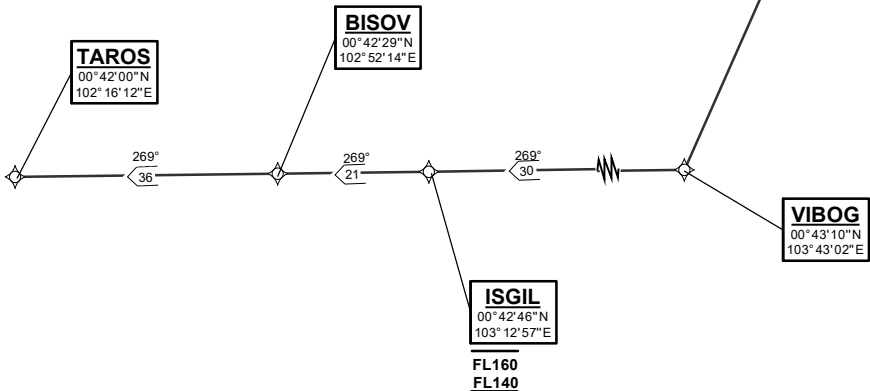 BISOV
00°42'29"N
102°52'14"E
TAROS
00°42'00"N
102°16'12"E
269°
36
269°
21
269°
30
VIBOG
00°43'10"N
103°43'02"E
ISGIL
00°42'46"N
103°12'57"E
FL160
FL140